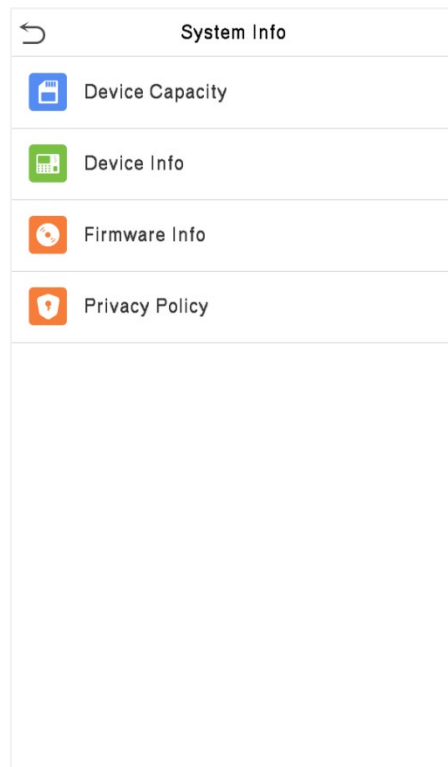 System Info
Device Capacity
Device Info
Firmware Info
Privacy Policy